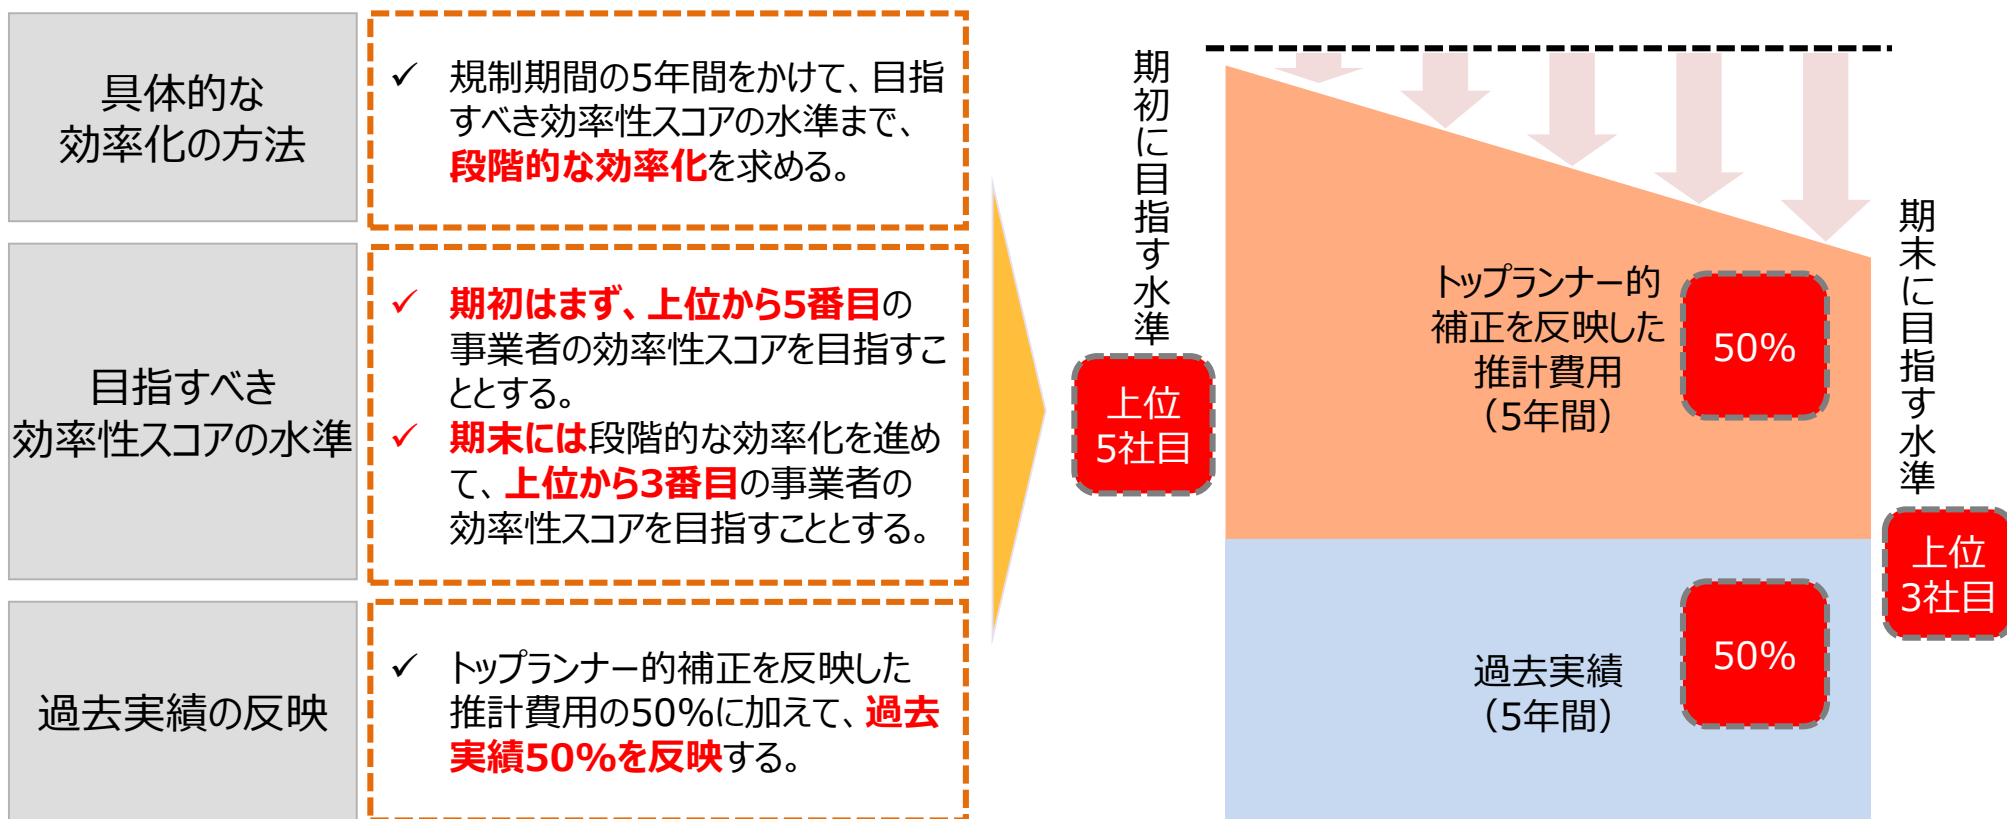 具体的な
効率化の方法
✓ 規制期間の5年間をかけて、目指
すべき効率性スコアの水準まで、
段階的な効率化を求める。
目指すべき
効率性スコアの水準
✓ 期初はまず、上位から5番目の
事業者の効率性スコアを目指すこ
ととする。
✓ 期末には段階的な効率化を進め
て、上位から3番目の事業者の
効率性スコアを目指すこととする。
過去実績の反映
✓ トップランナー的補正を反映した
推計費用の50%に加えて、過去
実績50%を反映する。
期初に目指す水準
上位
5社目
トップランナー的
補正を反映した
推計費用
（5年間）
50%
過去実績
（5年間）
50%
期末に目指す水準
上位
3社目